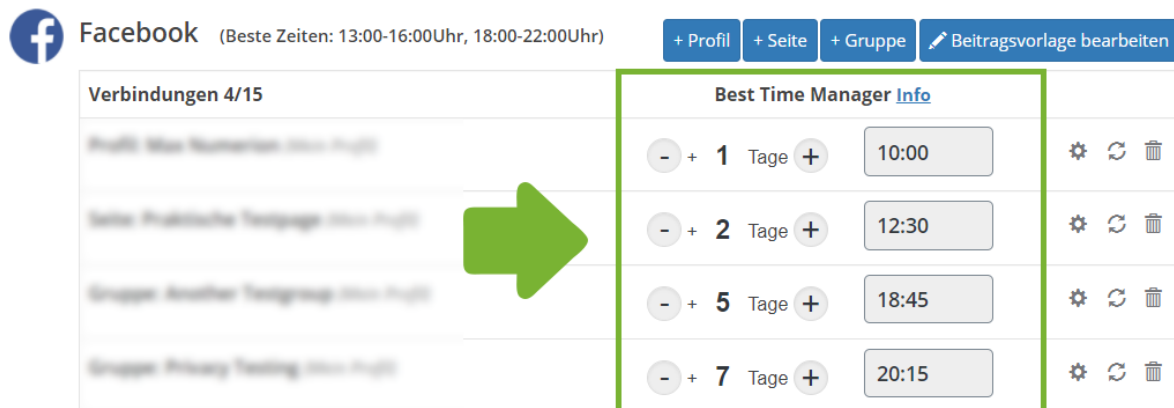 Facebook (Beste Zeiten: 13:00-16:00Uhr, 18:00-22:00Uhr) + Profil + Seite + Gruppe Beitragsvorlage bearbeiten
Verbindungen 4/15 Best Time Manager Info
- + 1 Tage + 10:00
- + 2 Tage + 12:30
- + 5 Tage + 18:45
- + 7 Tage + 20:15